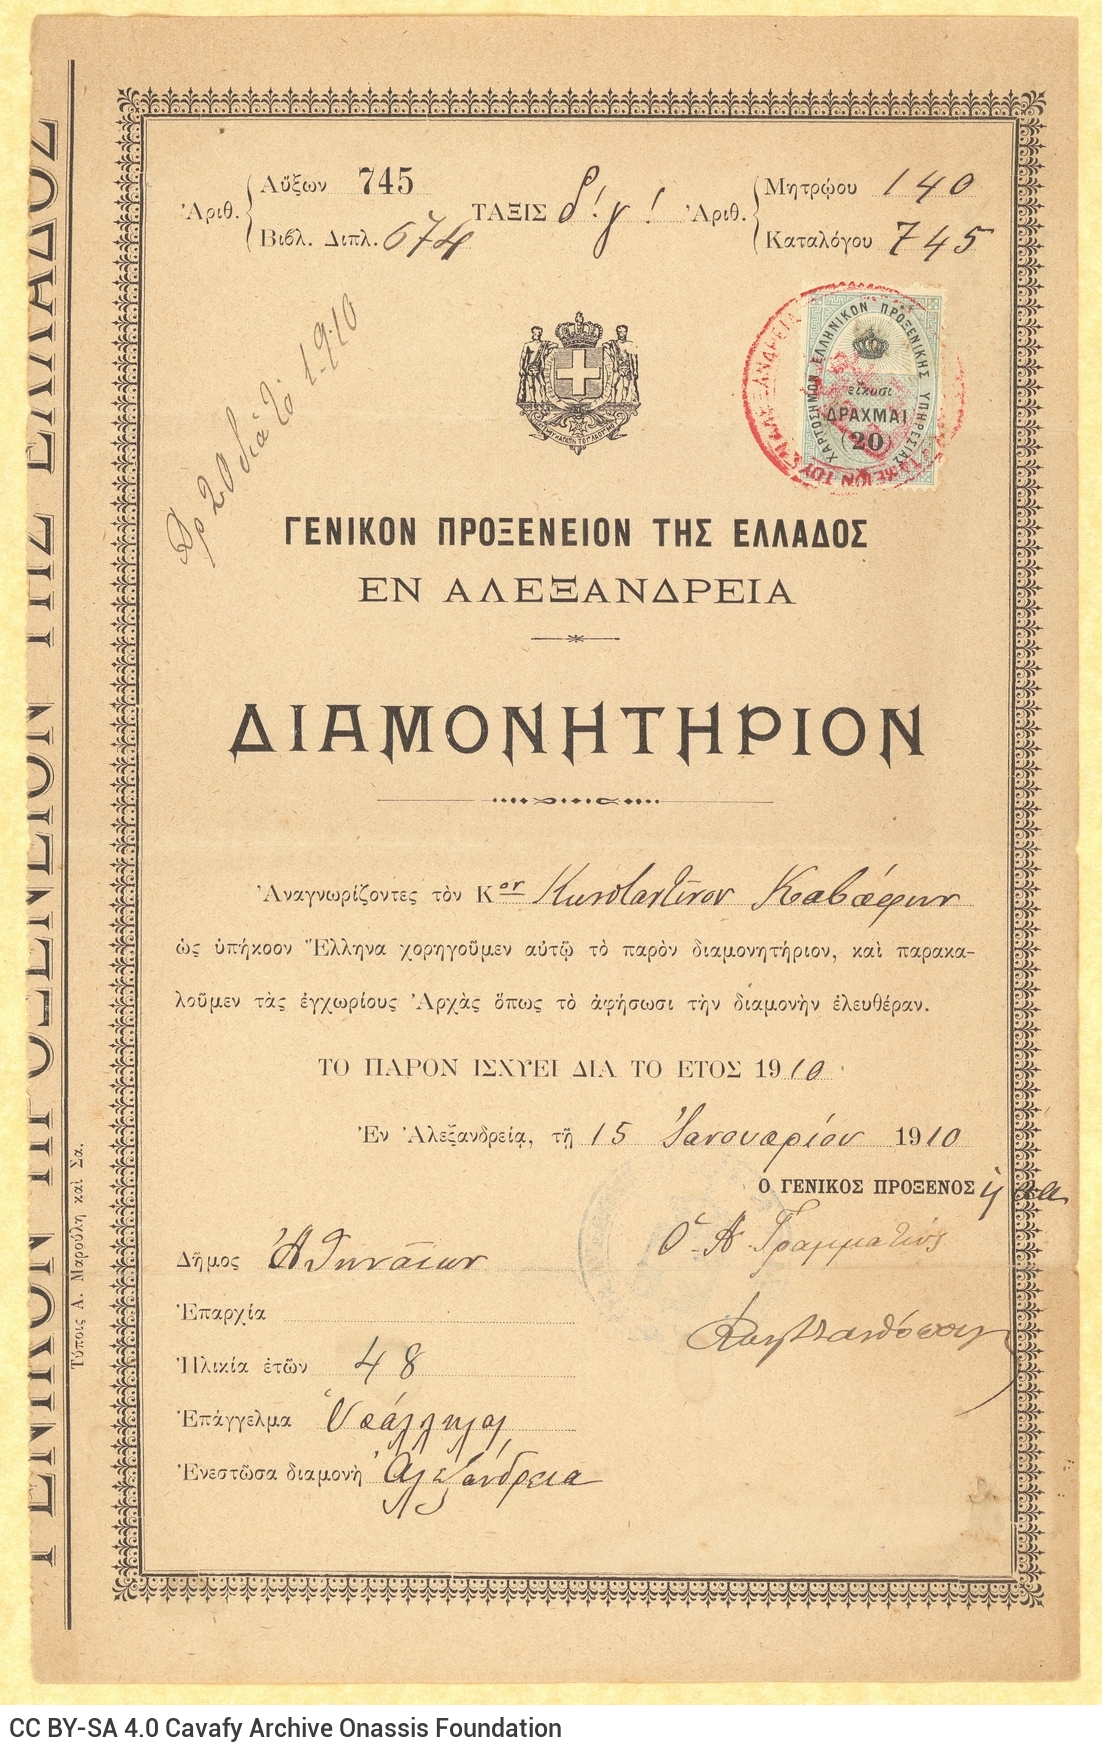 Αὔξων 745
Ἀριθ. ΤΑΞΙΣ δ! γ! Ἀριθ.
Βιβλ. Διπλ. 674
Μητρῴου 140
Καταλόγου 745
Δρ 20 διὰ τὸ 1910
ΧΑΡΤΟΣΗΜΟΝ ΕΛΛΗΝΙΚΟΝ ΠΡΟΞΕΝΙΚΗΣ ΥΠΗΡΕΣΙΑΣ
εἴκοσι
ΔΡΑΧΜΑΙ
20
ΓΕΝΙΚΟΝ ΠΡΟΞΕΝΕΙΟΝ ΤΗΣ ΕΛΛΑΔΟΣ
ΕΝ ΑΛΕΞΑΝΔΡΕΙΑ
ΔΙΑΜΟΝΗΤΗΡΙΟΝ
Ἀναγνωρίζοντες τὸν Κον Κωνσταντῖνον Καβάφην
ὡς ὑπήκοον Ἕλληνα χορηγοῦμεν αὐτῷ τὸ παρὸν διαμονητήριον, καὶ παρακα-
λοῦμεν τὰς ἐγχωρίους Ἀρχὰς ὅπως τὸ ἀφήσωσι τὴν διαμονὴν ἐλευθέραν.
ΤΟ ΠΑΡΟΝ ΙΣΧΥΕΙ ΔΙΑ ΤΟ ΕΤΟΣ 1910
Ἐν Ἀλεξανδρείᾳ, τῇ 15 Ἰανουαρίου 1910
Ο ΓΕΝΙΚΟΣ ΠΡΟΞΕΝΟΣ
Ὁ Α Γραμματεὺς
Δῆμος Ἀθηναίων
Ἐπαρχία
Ἡλικία ἐτῶν 48
Ἐπάγγελμα Ὑπάλληλος
Ἐνεστῶσα διαμονὴ Ἀλεξάνδρεια
ΓΕΝΙΚΟΝ ΠΡΟΞΕΝΕΙΟΝ ΤΗΣ ΕΛΛΑΔΟΣ
Τύποις Α. Μαρούλη καὶ Σα.
CC BY-SA 4.0 Cavafy Archive Onassis Foundation